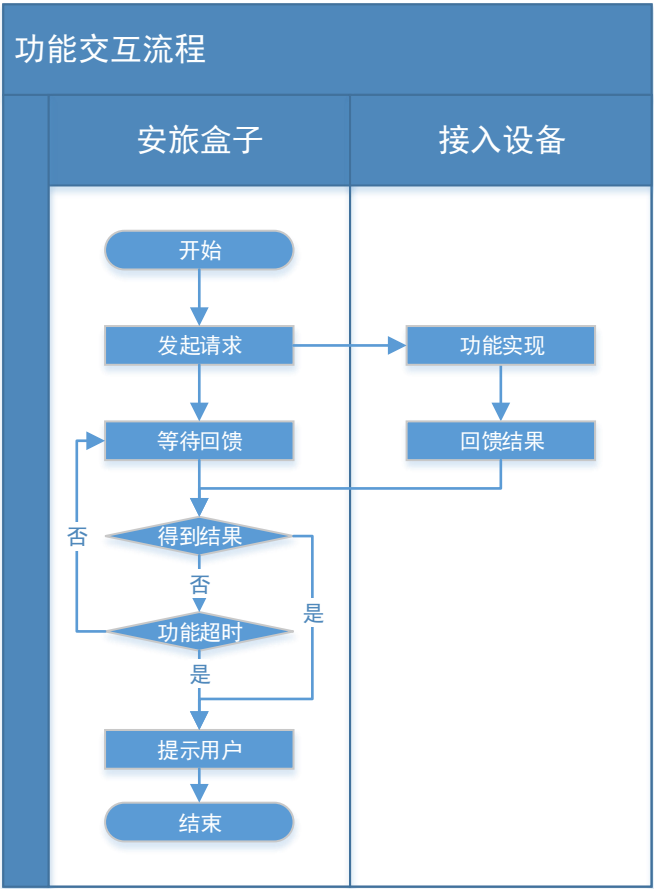 功能交互流程
安旅盒子
接入设备
开始
发起请求
功能实现
等待回馈
回馈结果
得到结果
否
否
是
功能超时
是
提示用户
结束